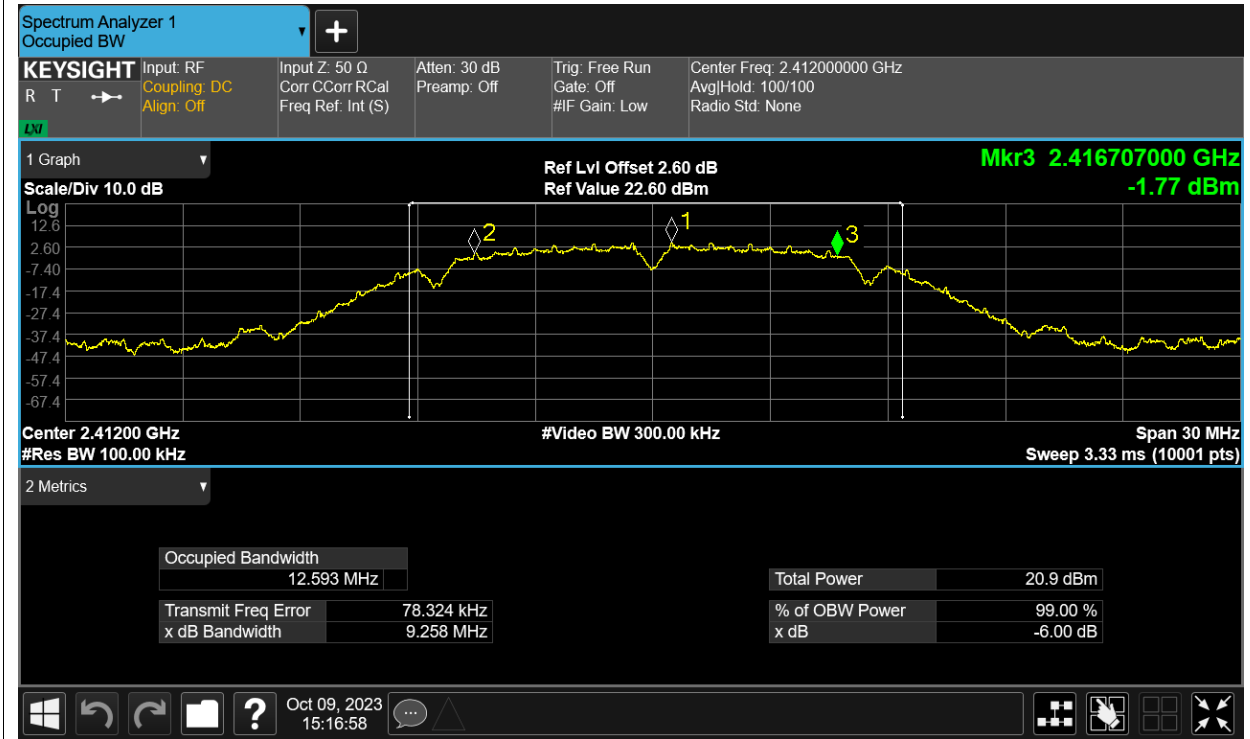 Spectrum Analyzer 1
Occupied BW
KEYSIGHT
R T
LXI
Input: RF
Coupling: DC
Align: Off
Input Z: 50 Ω
Corr CCorr RCal
Freq Ref: Int (S)
Atten: 30 dB
Preamp: Off
Trig: Free Run
Gate: Off
#IF Gain: Low
Center Freq: 2.412000000 GHz
Avg|Hold: 100/100
Radio Std: None
1 Graph
Scale/Div 10.0 dB
Ref Lvl Offset 2.60 dB
Ref Value 22.60 dBm
Mkr3 2.416707000 GHz
-1.77 dBm
Log
12.6
2.60
-7.40
-17.4
-27.4
-37.4
-47.4
-57.4
-67.4
2
1
3
Center 2.41200 GHz
#Res BW 100.00 kHz
#Video BW 300.00 kHz
Span 30 MHz
Sweep 3.33 ms (10001 pts)
2 Metrics
Occupied Bandwidth
12.593 MHz
Transmit Freq Error 78.324 kHz
x dB Bandwidth 9.258 MHz
Total Power 20.9 dBm
% of OBW Power 99.00 %
x dB -6.00 dB
?
Oct 09, 2023
15:16:58